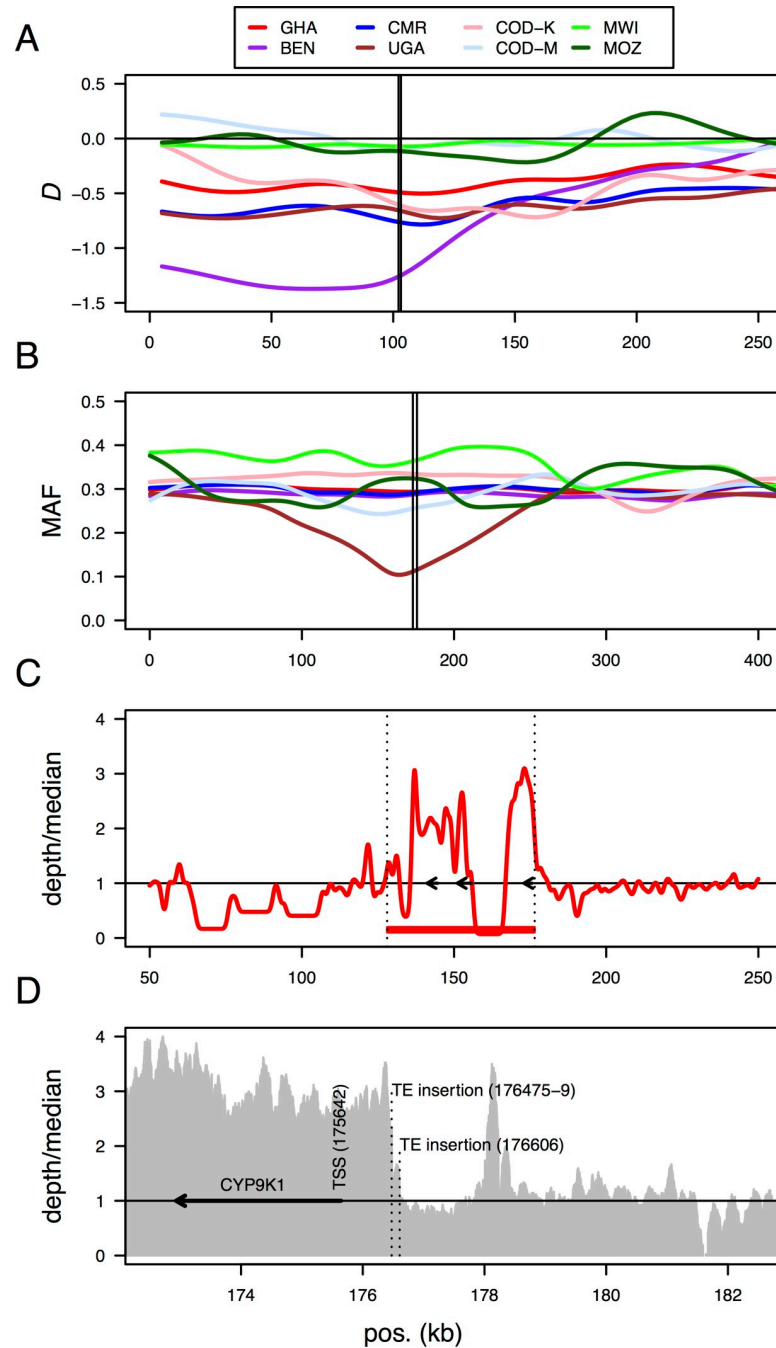 A
GHA CMR COD−K MWI
BEN UGA COD−M MOZ
0.5
0.0
−0.5
−1.0
−1.5
D
0 50 100 150 200 250
B
0.5
0.4
0.3
0.2
0.1
0.0
MAF
0 100 200 300 400
C
4
3
2
1
0
depth/median
50 100 150 200 250
D
4
3
2
1
0
depth/median
TE insertion (176475−9)
TE insertion (176606)
TSS (175642)
CYP9K1
174 176 178 180 182
pos. (kb)